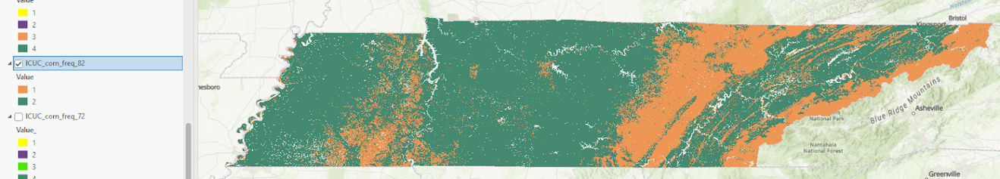 Value
1
2
3
4
ICUC_corn_freq_82
Value
1
2
ICUC_corn_freq_72
Value_
1
2
3
4
nesboro
Bristol
Kingsport
Holston
Blue Ridge Mountains
Asheville
National Park
Nantahala
National Forest
Greenville